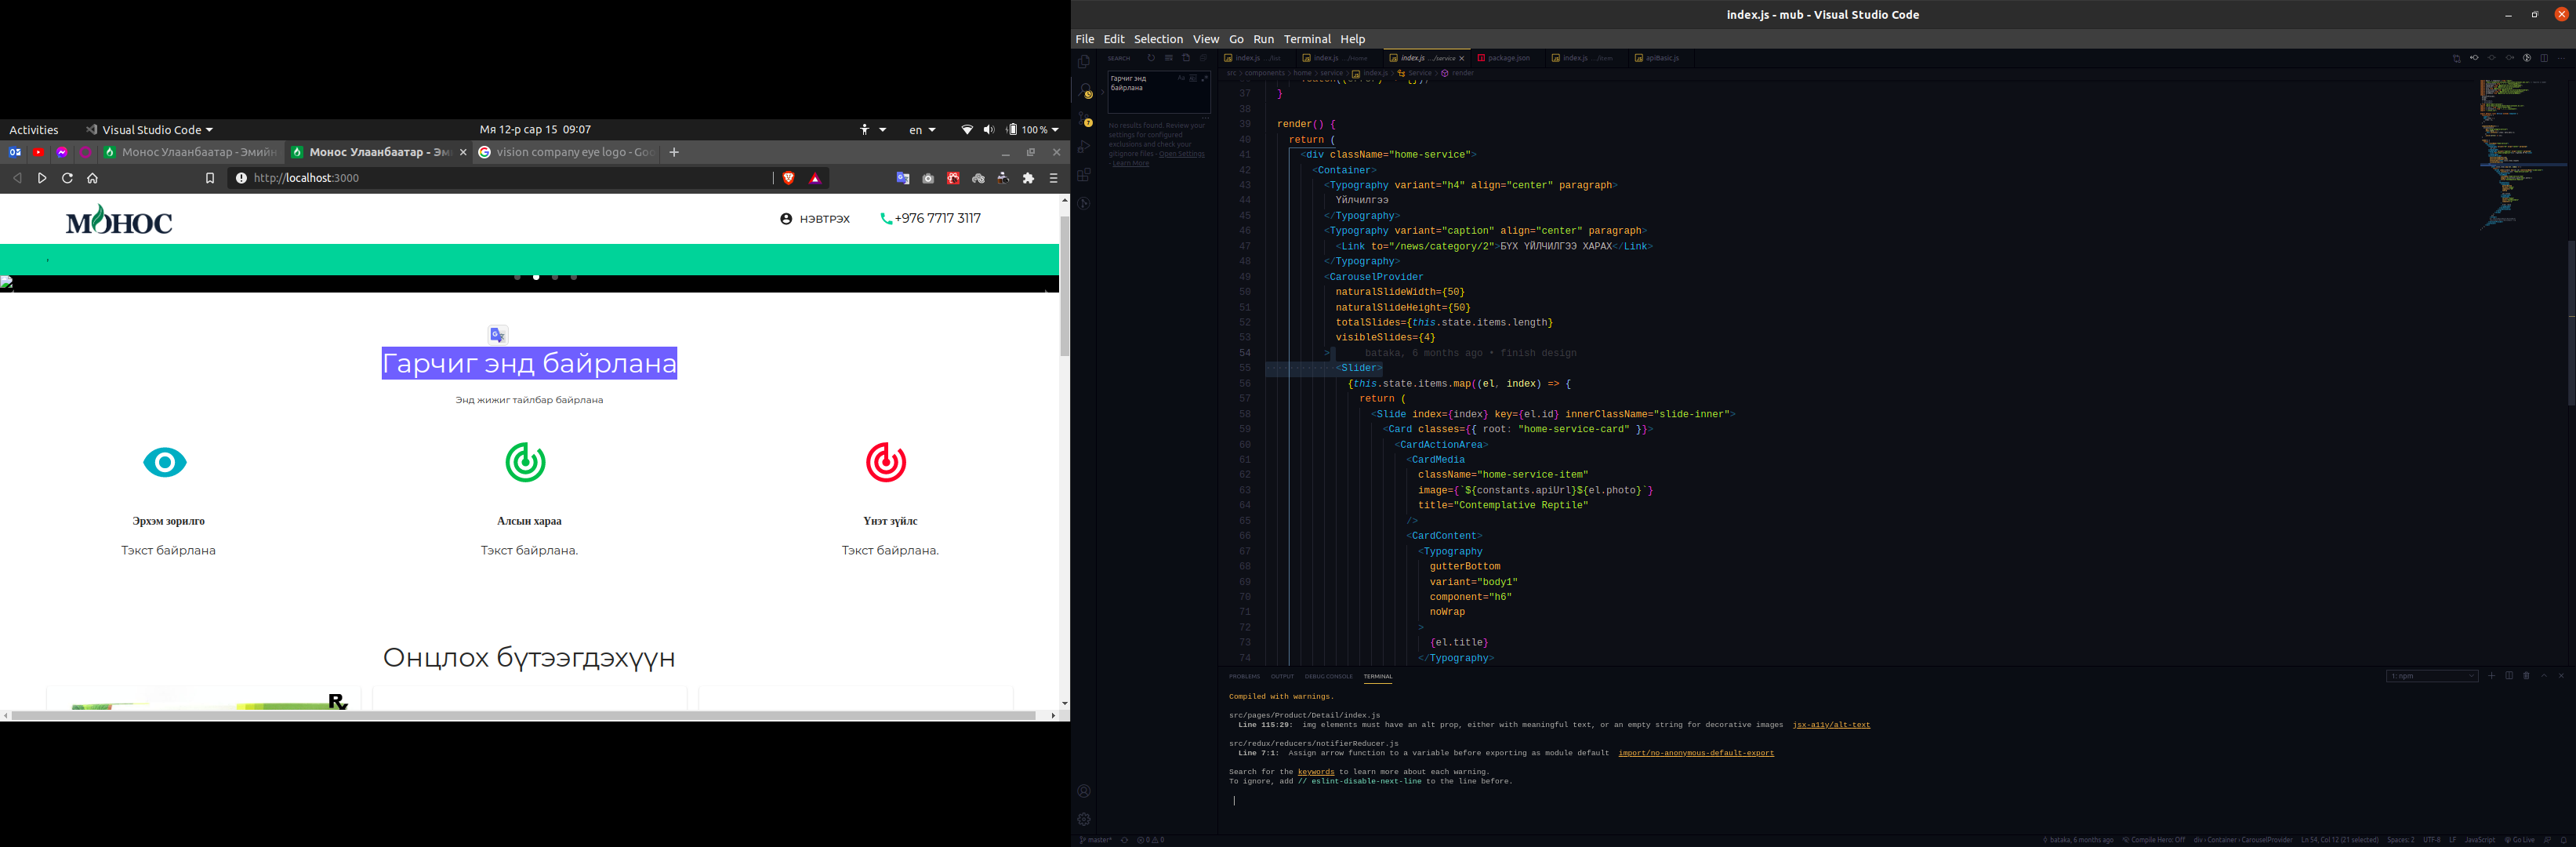 Activities
Visual Studio Code
Мя 12-р сар 15 09:07
en
100 %
Монос Улаанбаатар - Эмийн
Монос Улаанбаатар - Эми
vision company eye logo - Goo
http://localhost:3000
МОНОС
НЭВТРЭХ
+976 7717 3117
Гарчиг энд байрлана
Энд жижиг тайлбар байрлана
Эрхэм зорилго
Алсын хараа
Үнэт зүйлс
Тэкст байрлана
Тэкст байрлана.
Тэкст байрлана.
Онцлох бүтээгдэхүүн
index.js - mub - Visual Studio Code
File Edit Selection View Go Run Terminal Help
SEARCH
Гарчиг энд
байрлана
No results found. Review your
settings for configured
exclusions and check your
gitignore files - Open Settings
- Learn More
index.js .../list
index.js .../home
index.js .../service
package.json
index.js .../item
apiBasic.js
src > components > home > service > index.js > Service > render
37 }
38
39 render() {
40 return (
41 <div className="home-service">
42 <Container>
43 <Typography variant="h4" align="center" paragraph>
44 Үйлчилгээ
45 </Typography>
46 <Typography variant="caption" align="center" paragraph>
47 <Link to="/news/category/2">БҮХ ҮЙЛЧИЛГЭЭ ХАРАХ</Link>
48 </Typography>
49 <CarouselProvider
50 naturalSlideWidth={50}
51 naturalSlideHeight={50}
52 totalSlides={this.state.items.length}
53 visibleSlides={4}
54 > bataka, 6 months ago • finish design
55 <Slider>
56 {this.state.items.map((el, index) => {
57 return (
58 <Slide index={index} key={el.id} innerClassName="slide-inner">
59 <Card classes={{ root: "home-service-card" }}>
60 <CardActionArea>
61 <CardMedia
62 className="home-service-item"
63 image={`${constants.apiUrl}${el.photo}`}
64 title="Contemplative Reptile"
65 />
66 <CardContent>
67 <Typography
68 gutterBottom
69 variant="body1"
70 component="h6"
71 noWrap
72 >
73 {el.title}
74 </Typography>
PROBLEMS OUTPUT DEBUG CONSOLE TERMINAL
1: npm
Compiled with warnings.
src/pages/Product/Detail/index.js
Line 115:29: img elements must have an alt prop, either with meaningful text, or an empty string for decorative images jsx-a11y/alt-text
src/redux/reducers/notifierReducer.js
Line 7:1: Assign arrow function to a variable before exporting as module default import/no-anonymous-default-export
Search for the keywords to learn more about each warning.
To ignore, add // eslint-disable-next-line to the line before.
master*
0 0
bataka, 6 months ago
Compile Hero: Off
div › Container › CarouselProvider
Ln 54, Col 12 (21 selected)
Spaces: 2
UTF-8
LF
JavaScript
Go Live